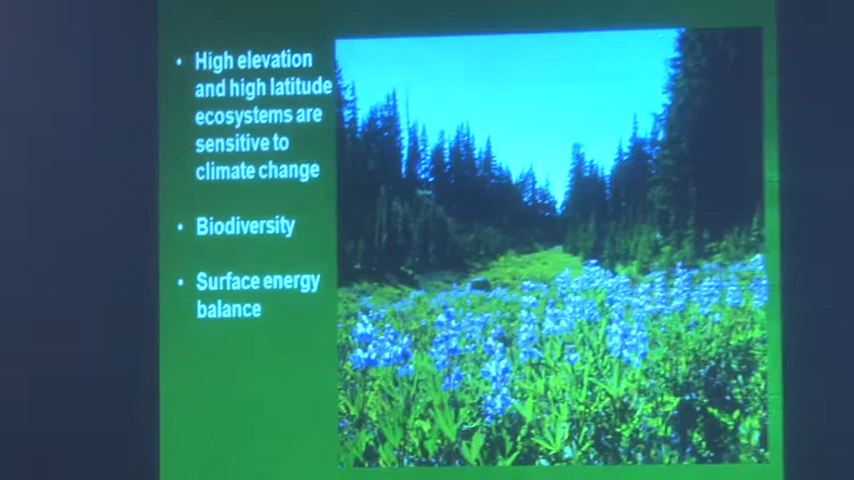 • High elevation
and high latitude
ecosystems are
sensitive to
climate change
• Biodiversity
• Surface energy
balance